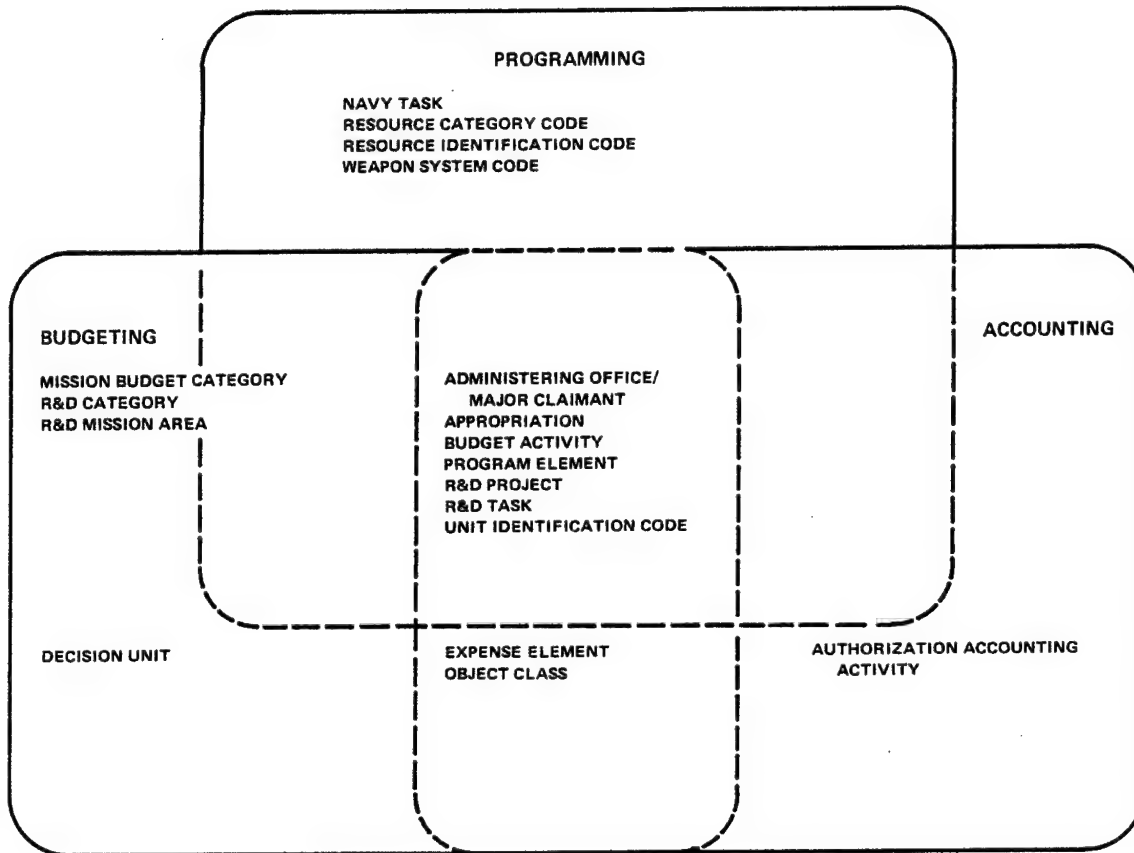 PROGRAMMING
NAVY TASK
RESOURCE CATEGORY CODE
RESOURCE IDENTIFICATION CODE
WEAPON SYSTEM CODE
BUDGETING
MISSION BUDGET CATEGORY
R&D CATEGORY
R&D MISSION AREA
ADMINISTERING OFFICE/
MAJOR CLAIMANT
APPROPRIATION
BUDGET ACTIVITY
PROGRAM ELEMENT
R&D PROJECT
R&D TASK
UNIT IDENTIFICATION CODE
ACCOUNTING
DECISION UNIT
EXPENSE ELEMENT
OBJECT CLASS
AUTHORIZATION ACCOUNTING
ACTIVITY